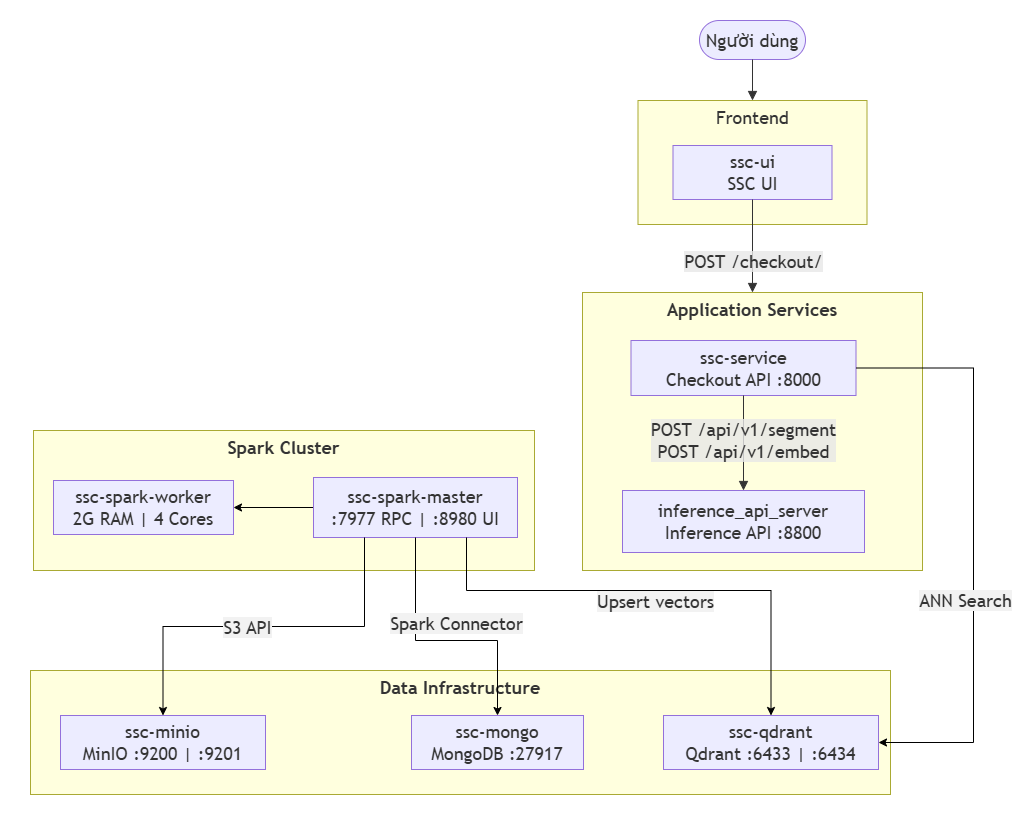 Người dùng
Frontend
ssc-ui
SSC UI
POST /checkout/
Application Services
ssc-service
Checkout API :8000
POST /api/v1/segment
POST /api/v1/embed
inference_api_server
Inference API :8800
Spark Cluster
ssc-spark-worker
2G RAM | 4 Cores
ssc-spark-master
:7977 RPC | :8980 UI
S3 API
Spark Connector
Upsert vectors
ANN Search
Data Infrastructure
ssc-minio
MinIO :9200 | :9201
ssc-mongo
MongoDB :27917
ssc-qdrant
Qdrant :6433 | :6434